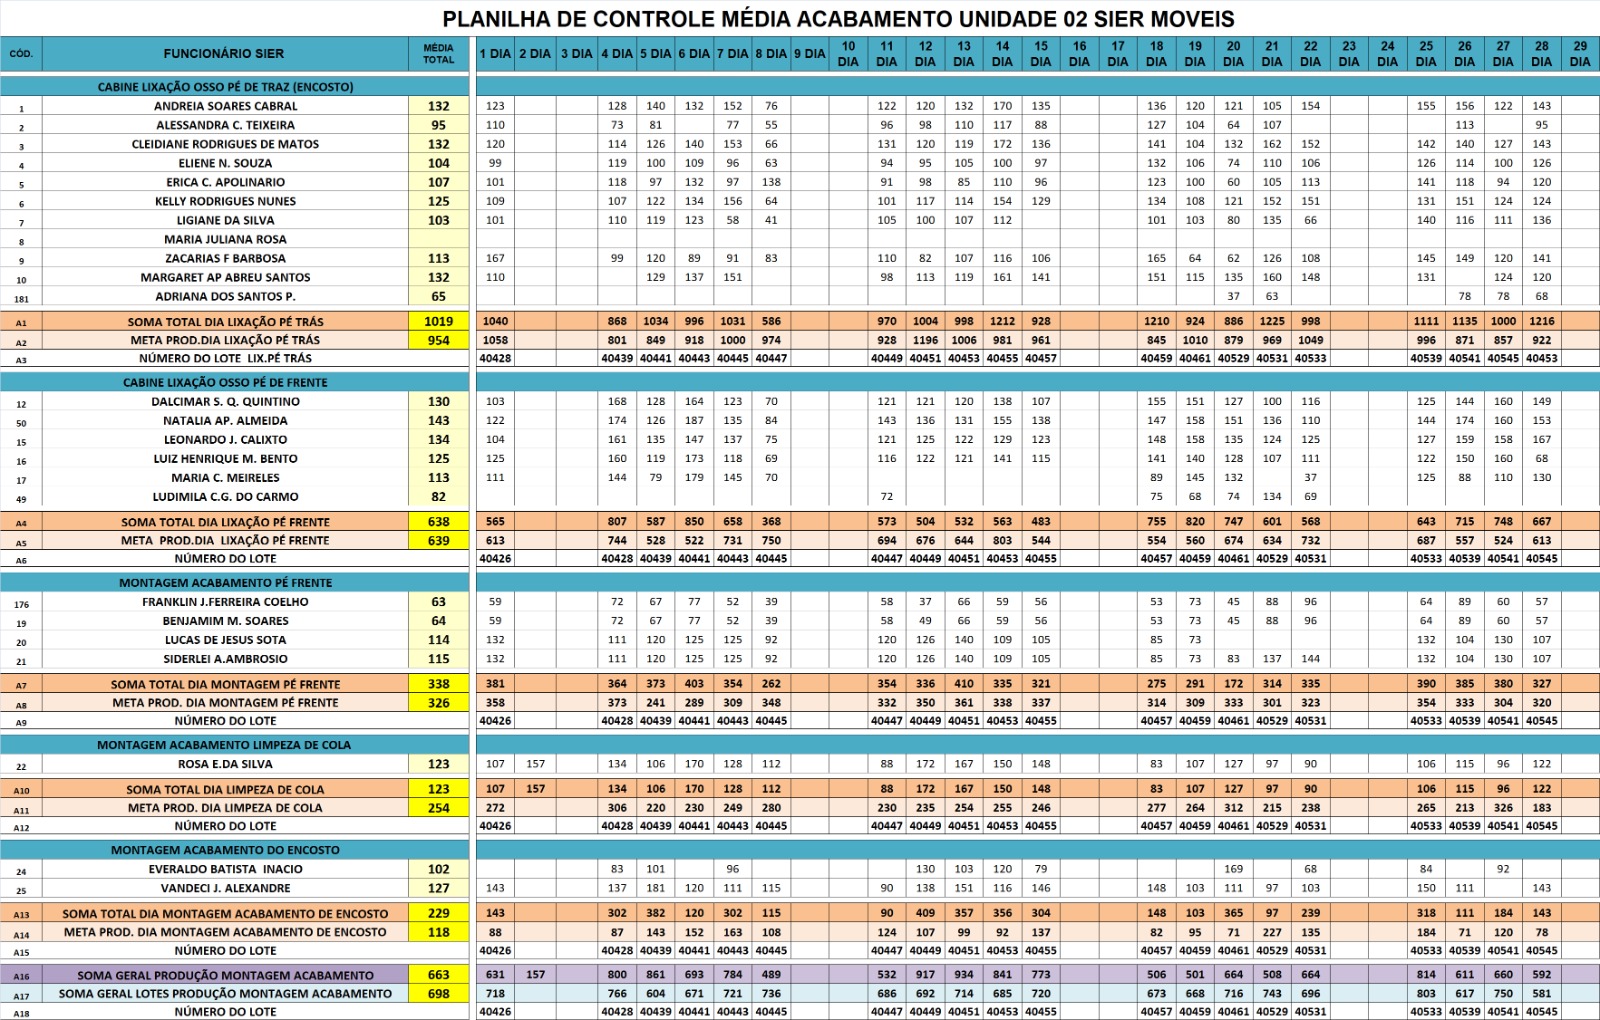 PLANILHA DE CONTROLE MÉDIA ACABAMENTO UNIDADE 02 SIER MOVEIS
CÓD. FUNCIONÁRIO SIER MÉDIA TOTAL 1 DIA 2 DIA 3 DIA 4 DIA 5 DIA 6 DIA 7 DIA 8 DIA 9 DIA 10 DIA 11 DIA 12 DIA 13 DIA 14 DIA 15 DIA 16 DIA 17 DIA 18 DIA 19 DIA 20 DIA 21 DIA 22 DIA 23 DIA 24 DIA 25 DIA 26 DIA 27 DIA 28 DIA 29 DIA
CABINE LIXAÇÃO OSSO PÉ DE TRAZ (ENCOSTO)
1 ANDREIA SOARES CABRAL 132 123 128 140 132 152 76 122 120 132 170 135 136 120 121 105 154 155 156 122 143
2 ALESSANDRA C. TEIXEIRA 95 110 73 81 77 55 96 98 110 117 88 127 104 64 107 113 95
3 CLEIDIANE RODRIGUES DE MATOS 132 120 114 126 140 153 66 131 120 119 172 136 141 104 132 162 152 142 140 127 143
4 ELIENE N. SOUZA 104 99 119 100 109 96 63 94 95 105 100 97 132 106 74 110 106 126 114 100 126
5 ERICA C. APOLINARIO 107 101 118 97 132 97 138 91 98 85 110 96 123 100 60 105 113 141 118 94 120
6 KELLY RODRIGUES NUNES 125 109 107 122 134 156 64 101 117 114 154 129 134 108 121 152 151 131 151 124 124
7 LIGIANE DA SILVA 103 101 110 119 123 58 41 105 100 107 112 101 103 80 135 66 140 116 111 136
8 MARIA JULIANA ROSA
9 ZACARIAS F BARBOSA 113 167 99 120 89 91 83 110 82 107 116 106 165 64 62 126 108 145 149 120 141
10 MARGARET AP ABREU SANTOS 132 110 129 137 151 98 113 119 161 141 151 115 135 160 148 131 124 120
181 ADRIANA DOS SANTOS P. 65 37 63 78 78 68
A1 SOMA TOTAL DIA LIXAÇÃO PÉ TRÁS 1019 1040 868 1034 996 1031 586 970 1004 998 1212 928 1210 924 886 1225 998 1111 1135 1000 1216
A2 META PROD.DIA LIXAÇÃO PÉ TRÁS 954 1058 801 849 918 1000 974 928 1196 1006 981 961 845 1010 879 969 1049 996 871 857 922
A3 NÚMERO DO LOTE LIX.PÉ TRÁS 40428 40439 40441 40443 40445 40447 40449 40451 40453 40455 40457 40459 40461 40529 40531 40533 40539 40541 40545 40453
CABINE LIXAÇÃO OSSO PÉ DE FRENTE
12 DALCIMAR S. Q. QUINTINO 130 103 168 128 164 123 70 121 121 120 138 107 155 151 127 100 116 125 144 160 149
50 NATALIA AP. ALMEIDA 143 122 174 126 187 135 84 143 136 131 155 138 147 158 151 136 110 144 174 160 153
15 LEONARDO J. CALIXTO 134 104 161 135 147 137 75 121 125 122 129 123 148 158 135 124 125 127 159 158 167
16 LUIZ HENRIQUE M. BENTO 125 125 160 119 173 118 69 116 122 121 141 115 141 140 128 107 111 122 150 160 68
17 MARIA C. MEIRELES 113 111 144 79 179 145 70 89 145 132 37 125 88 110 130
49 LUDIMILA C.G. DO CARMO 82 72 75 68 74 134 69
A4 SOMA TOTAL DIA LIXAÇÃO PÉ FRENTE 638 565 807 587 850 658 368 573 504 532 563 483 755 820 747 601 568 643 715 748 667
A5 META PROD.DIA LIXAÇÃO PÉ FRENTE 639 613 744 528 522 731 750 694 676 644 803 544 554 560 674 634 732 687 557 524 613
A6 NÚMERO DO LOTE 40426 40428 40439 40441 40443 40445 40447 40449 40451 40453 40455 40457 40459 40461 40529 40531 40533 40539 40541 40545
MONTAGEM ACABAMENTO PÉ FRENTE
176 FRANKLIN J.FERREIRA COELHO 63 59 72 67 77 52 39 58 37 66 59 56 53 73 45 88 96 64 89 60 57
19 BENJAMIM M. SOARES 64 59 72 67 77 52 39 58 49 66 59 56 53 73 45 88 96 64 89 60 57
20 LUCAS DE JESUS SOTA 114 132 111 120 125 125 92 120 126 140 109 105 85 73 132 104 130 107
21 SIDERLEI A.AMBROSIO 115 132 111 120 125 125 92 120 126 140 109 105 85 73 83 137 144 132 104 130 107
A7 SOMA TOTAL DIA MONTAGEM PÉ FRENTE 338 381 364 373 403 354 262 354 336 410 335 321 275 291 172 314 335 390 385 380 327
A8 META PROD. DIA MONTAGEM PÉ FRENTE 326 358 373 241 289 309 348 332 350 361 338 337 314 309 333 301 323 354 333 304 320
A9 NÚMERO DO LOTE 40426 40428 40439 40441 40443 40445 40447 40449 40451 40453 40455 40457 40459 40461 40529 40531 40533 40539 40541 40545
MONTAGEM ACABAMENTO LIMPEZA DE COLA
22 ROSA E.DA SILVA 123 107 157 134 106 170 128 112 88 172 167 150 148 83 107 127 97 90 106 115 96 122
A10 SOMA TOTAL DIA LIMPEZA DE COLA 123 107 157 134 106 170 128 112 88 172 167 150 148 83 107 127 97 90 106 115 96 122
A11 META PROD. DIA LIMPEZA DE COLA 254 272 306 220 230 249 280 230 235 254 255 246 277 264 312 215 238 265 213 326 183
A12 NÚMERO DO LOTE 40426 40428 40439 40441 40443 40445 40447 40449 40451 40453 40455 40457 40459 40461 40529 40531 40533 40539 40541 40545
MONTAGEM ACABAMENTO DO ENCOSTO
24 EVERALDO BATISTA INACIO 102 83 101 96 130 103 120 79 169 68 84 92
25 VANDECI J. ALEXANDRE 127 143 137 181 120 111 115 90 138 151 116 146 148 103 111 97 103 150 111 143
A13 SOMA TOTAL DIA MONTAGEM ACABAMENTO DE ENCOSTO 229 143 302 382 120 302 115 90 409 357 356 304 148 103 365 97 239 318 111 184 143
A14 META PROD. DIA MONTAGEM ACABAMENTO DE ENCOSTO 118 88 87 143 152 163 108 124 107 99 92 137 82 95 71 227 135 184 71 120 78
A15 NÚMERO DO LOTE 40426 40428 40439 40441 40443 40445 40447 40449 40451 40453 40455 40457 40459 40461 40529 40531 40533 40539 40541 40545
A16 SOMA GERAL PRODUÇÃO MONTAGEM ACABAMENTO 663 631 157 800 861 693 784 489 532 917 934 841 773 506 501 664 508 664 814 611 660 592
A17 SOMA GERAL LOTES PRODUÇÃO MONTAGEM ACABAMENTO 698 718 766 604 671 721 736 686 692 714 685 720 673 668 716 743 696 803 617 750 581
A18 NÚMERO DO LOTE 40426 40428 40439 40441 40443 40445 40447 40449 40451 40453 40455 40457 40459 40461 40529 40531 40533 40539 40541 40545